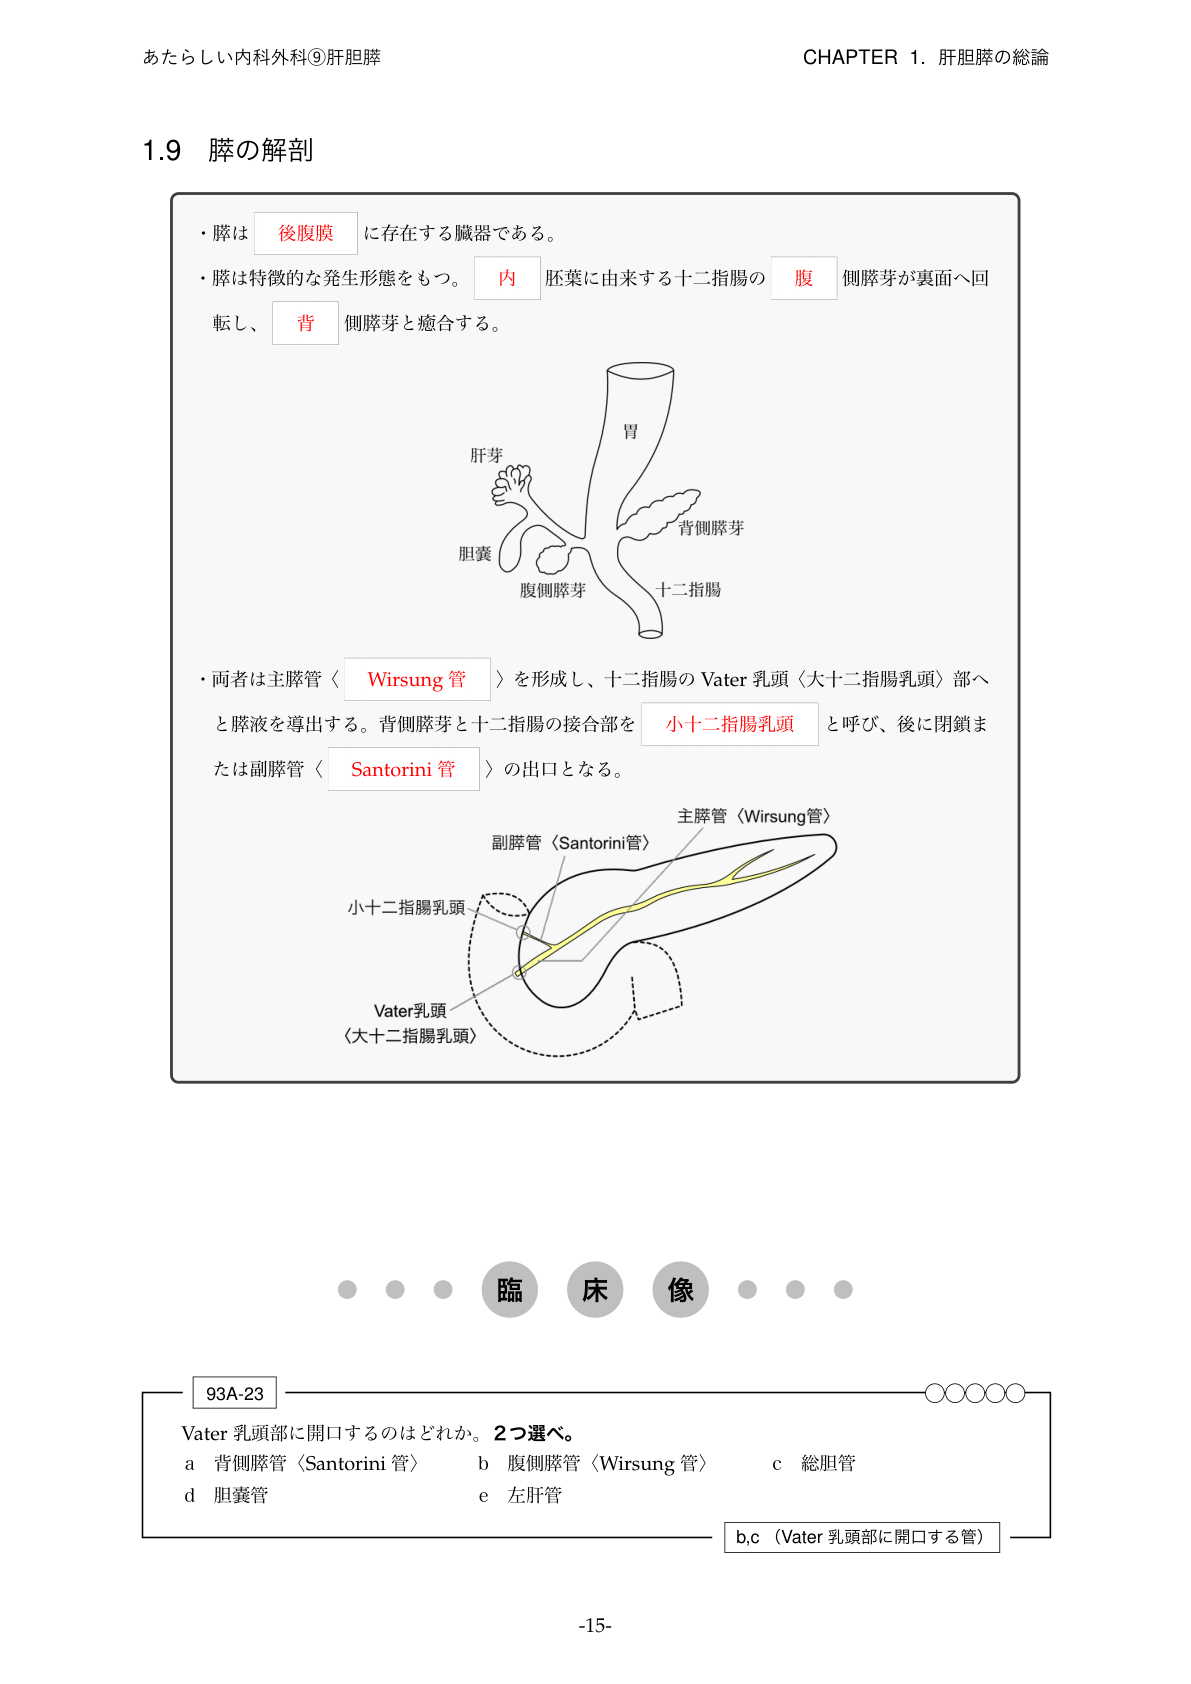 あたらしい内科外科⑨肝胆膵
CHAPTER 1. 肝胆膵の総論
1.9 膵の解剖
・膵は 後腹膜 に存在する臓器である。
・膵は特徴的な発生形態をもつ。 内 胚葉に由来する十二指腸の 腹 側膵芽が裏面へ回
転し、 背 側膵芽と癒合する。
胃
肝芽
背側膵芽
胆嚢
腹側膵芽
十二指腸
・両者は主膵管〈 Wirsung 管 〉を形成し、十二指腸の Vater 乳頭〈大十二指腸乳頭〉部へ
と膵液を導出する。背側膵芽と十二指腸の接合部を 小十二指腸乳頭 と呼び、後に閉鎖ま
たは副膵管〈 Santorini 管 〉の出口となる。
主膵管〈Wirsung管〉
副膵管〈Santorini管〉
小十二指腸乳頭
Vater乳頭
〈大十二指腸乳頭〉
臨床像
93A-23
Vater 乳頭部に開口するのはどれか。2つ選べ。
a 背側膵管〈Santorini 管〉 b 腹側膵管〈Wirsung 管〉 c 総胆管
d 胆嚢管 e 左肝管
b,c (Vater 乳頭部に開口する管)
-15-